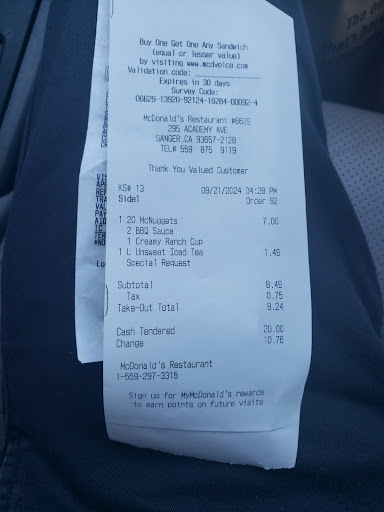 Buy One Get One Any Sandwich
(equal or lesser value)
by visiting www.mcdvoice.com
Validation code:
Expires in 30 days
Survey Code:
06629-13920-92124-16284-00092-4
McDonald's Restaurant #6629
295 ACADEMY AVE
SANGER,CA 93657-2128
TEL# 559 875 9119
Thank You Valued Customer
KS# 13 09/21/2024 04:28 PM
Side1 Order 92
1 20 McNuggets 7.00
2 BBQ Sauce
1 Creamy Ranch Cup
1 L Unsweet Iced Tea 1.49
Special Request
Subtotal 8.49
Tax 0.75
Take-Out Total 9.24
Cash Tendered 20.00
Change 10.76
McDonald's Restaurant
1-559-297-3315
Sign up for MyMcDonald's rewards
to earn points on future visits